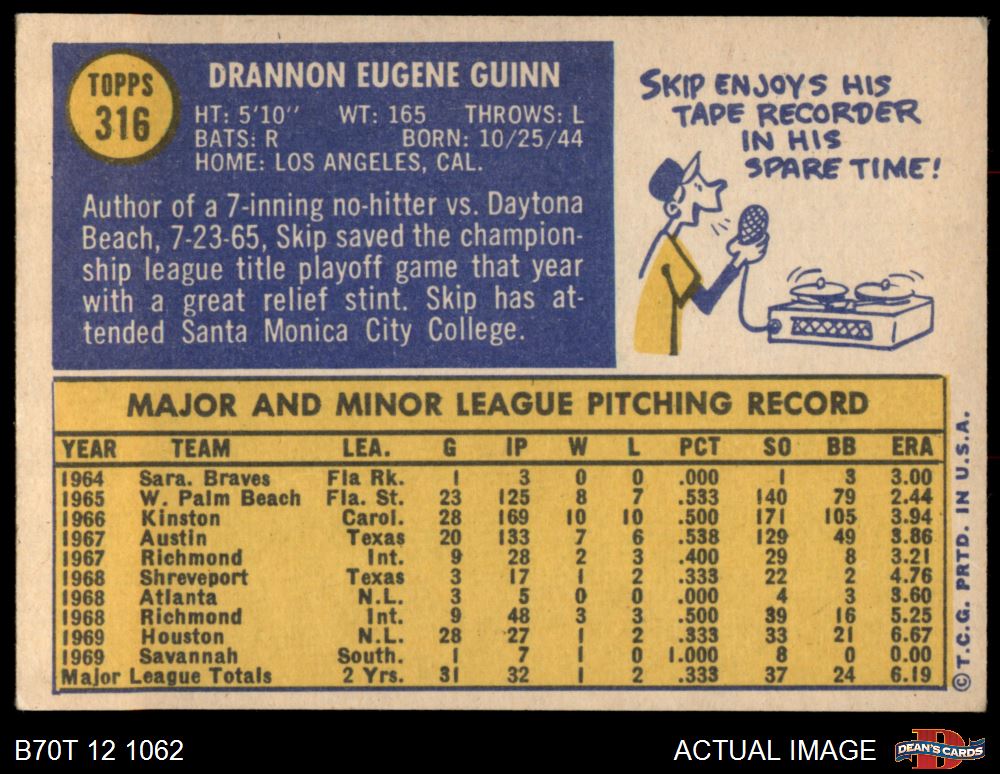 TOPPS
316
DRANNON EUGENE GUINN
HT: 5'10" WT: 165 THROWS: L
BATS: R BORN: 10/25/44
HOME: LOS ANGELES, CAL.
Author of a 7-inning no-hitter vs. Daytona
Beach, 7-23-65, Skip saved the champion-
ship league title playoff game that year
with a great relief stint. Skip has at-
tended Santa Monica City College.
SKIP ENJOYS HIS
TAPE RECORDER
IN HIS
SPARE TIME!
MAJOR AND MINOR LEAGUE PITCHING RECORD
YEAR TEAM LEA. G IP W L PCT SO BB ERA
1964 Sara. Braves Fla Rk. 1 3 0 0 .000 1 3 3.00
1965 W. Palm Beach Fla. St. 23 125 8 7 .533 140 79 2.44
1966 Kinston Carol. 28 169 10 10 .500 171 105 3.94
1967 Austin Texas 20 133 7 6 .538 129 49 3.86
1967 Richmond Int. 9 28 2 3 .400 29 8 3.21
1968 Shreveport Texas 3 17 1 2 .333 22 2 4.76
1968 Atlanta N.L. 3 5 0 0 .000 4 3 3.60
1968 Richmond Int. 9 48 3 3 .500 39 16 5.25
1969 Houston N.L. 28 27 1 2 .333 33 21 6.67
1969 Savannah South. 1 7 1 0 1.000 8 0 0.00
Major League Totals 2 Yrs. 31 32 1 2 .333 37 24 6.19
©T.C.G. PRTD. IN U.S.A.
B70T 12 1062
ACTUAL IMAGE
DEAN'S CARDS